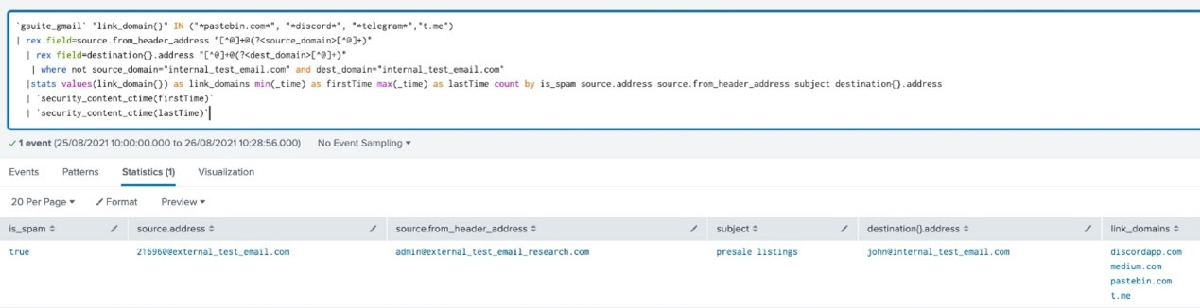 `gsuite_gmail` "link_domain{}" IN ("*pastebin.com*", "*discord*", "*telegram*","t.me")
| rex field=source.from_header_address "[^@]+@(?<source_domain>[^@]+)"
| rex field=destination{}.address "[^@]+@(?<dest_domain>[^@]+)"
| where not source_domain="internal_test_email.com" and dest_domain="internal_test_email.com"
|stats values(link_domain{}) as link_domains min(_time) as firstTime max(_time) as lastTime count by is_spam source.address source.from_header_address subject destination{}.address
| `security_content_ctime(firstTime)`
| `security_content_ctime(lastTime)`
✓ 1 event (25/08/2021 10:00:00.000 to 26/08/2021 10:28:56.000) No Event Sampling ▾
Events Patterns Statistics (1) Visualization
20 Per Page ▾ Format Preview ▾
is_spam source.address source.from_header_address subject destination{}.address link_domains
true 216960@external_test_email.com admin@external_test_email_research.com presale listings john@internal_test_email.com discordapp.com
medium.com
pastebin.com
t.me